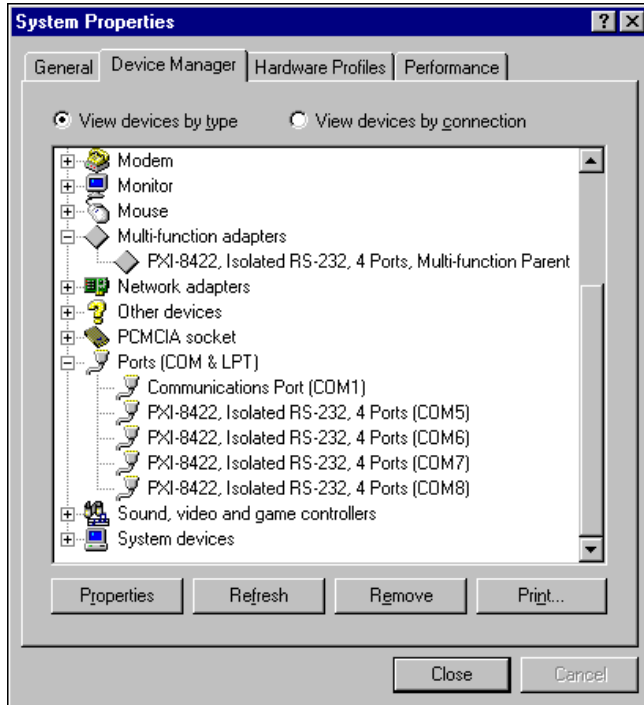 System Properties
General Device Manager Hardware Profiles Performance
View devices by type View devices by connection
Modem
Monitor
Mouse
Multi-function adapters
PXI-8422, Isolated RS-232, 4 Ports, Multi-function Parent
Network adapters
Other devices
PCMCIA socket
Ports (COM & LPT)
Communications Port (COM1)
PXI-8422, Isolated RS-232, 4 Ports (COM5)
PXI-8422, Isolated RS-232, 4 Ports (COM6)
PXI-8422, Isolated RS-232, 4 Ports (COM7)
PXI-8422, Isolated RS-232, 4 Ports (COM8)
Sound, video and game controllers
System devices
Properties Refresh Remove Print...
Close Cancel